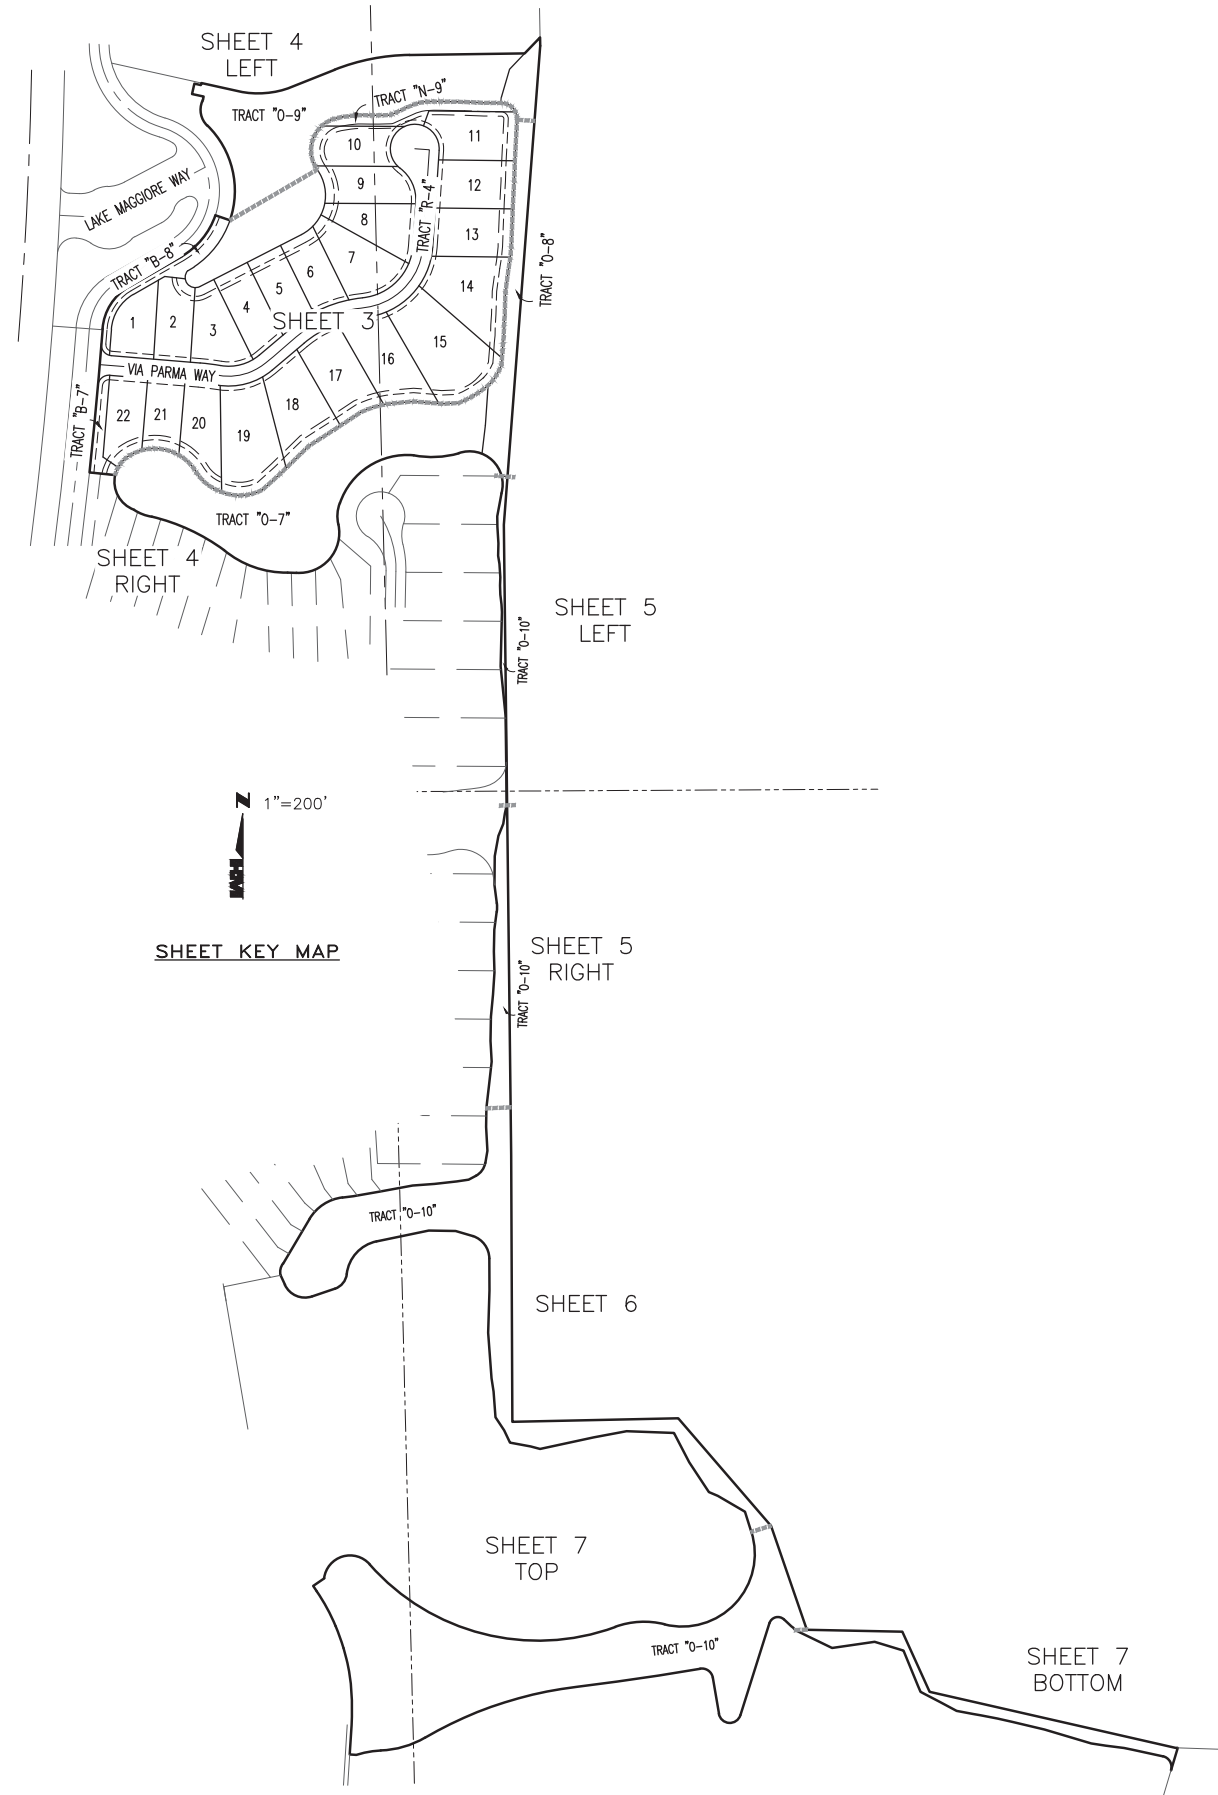 SHEET 4
LEFT
TRACT "O-9"
TRACT "N-9"
10
11
9
12
8
13
7
6
14
5
4
3
2
1
15
16
17
18
19
20
21
22
LAKE MAGGIORE WAY
TRACT "B-8"
TRACT "R-4"
TRACT "O-8"
SHEET 3
VIA PARMA WAY
TRACT "B-7"
TRACT "O-7"
SHEET 4
RIGHT
SHEET 5
LEFT
TRACT "O-10"
N
1"=200'
SHEET KEY MAP
SHEET 5
RIGHT
TRACT "O-10"
TRACT "O-10"
SHEET 6
SHEET 7
TOP
TRACT "O-10"
SHEET 7
BOTTOM